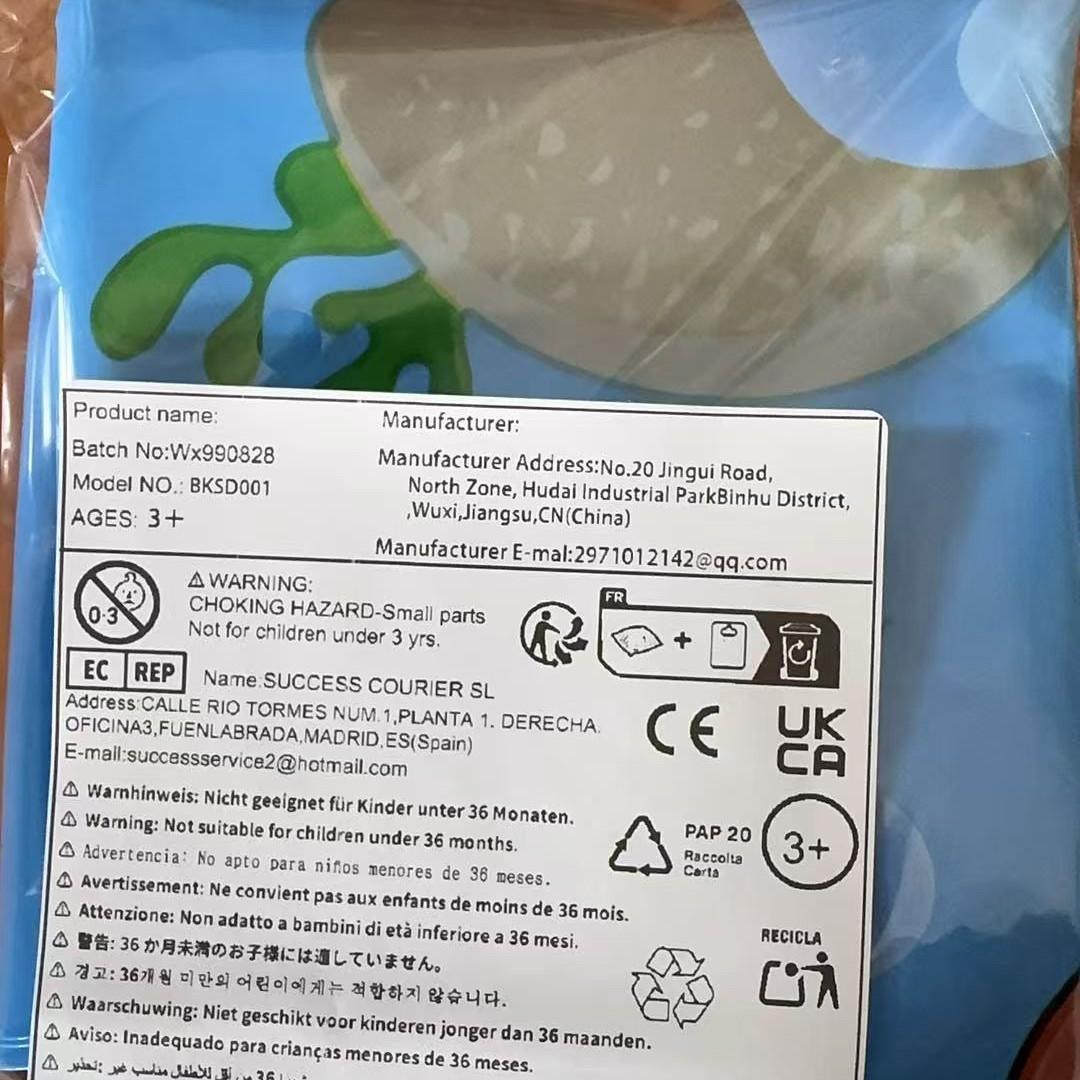 Product name:
Batch No:Wx990828
Model NO.: BKSD001
AGES: 3+
Manufacturer:
Manufacturer Address:No.20 Jingui Road,
North Zone, Hudai Industrial ParkBinhu District,
,Wuxi,Jiangsu,CN(China)
Manufacturer E-mal:2971012142@qq.com
0-3
⚠WARNING:
CHOKING HAZARD-Small parts
Not for children under 3 yrs.
FR
+
EC REP
Name:SUCCESS COURIER SL
Address:CALLE RIO TORMES NUM.1,PLANTA 1. DERECHA.
OFICINA3,FUENLABRADA,MADRID,ES(Spain)
E-mail:successservice2@hotmail.com
CE
UK
CA
⚠ Warnhinweis: Nicht geeignet für Kinder unter 36 Monaten.
⚠ Warning: Not suitable for children under 36 months.
⚠ Advertencia: No apto para niños menores de 36 meses.
⚠ Avertissement: Ne convient pas aux enfants de moins de 36 mois.
⚠ Attenzione: Non adatto a bambini di età inferiore a 36 mesi.
⚠ 警告: 36 か月未満のお子様には適していません。
⚠ 경고: 36개월 미만의 어린이에게는 적합하지 않습니다.
⚠ Waarschuwing: Niet geschikt voor kinderen jonger dan 36 maanden.
⚠ Aviso: Inadequado para crianças menores de 36 meses.
PAP 20
Raccolta
Carta
3+
RECICLA